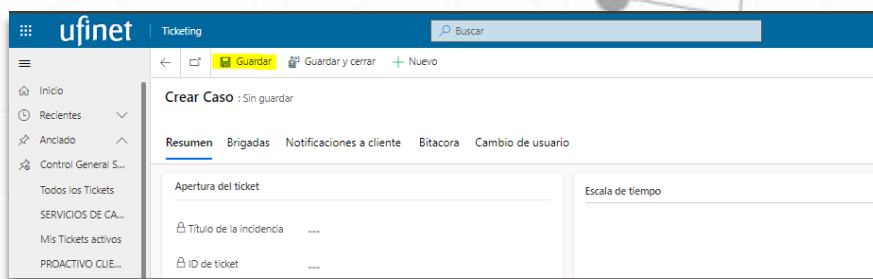 ufinet Ticketing Buscar
Guardar Guardar y cerrar Nuevo
Inicio
Recientes
Anclado
Control General S...
Todos los Tickets
SERVICIOS DE CA...
Mis Tickets activos
PROACTIVO CLIE...
Crear Caso : Sin guardar
Resumen Brigadas Notificaciones a cliente Bitacora Cambio de usuario
Apertura del ticket
Título de la incidencia ---
ID de ticket ---
Escala de tiempo